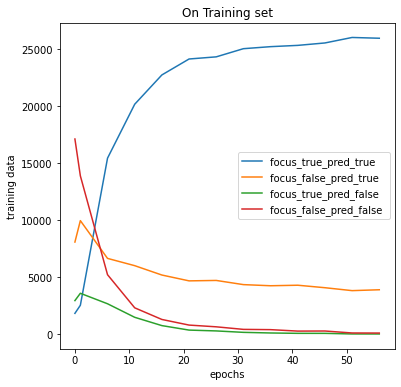 On Training set
25000
20000
15000
10000
5000
0
training data
focus_true_pred_true
focus_false_pred_true
focus_true_pred_false
focus_false_pred_false
0 10 20 30 40 50
epochs